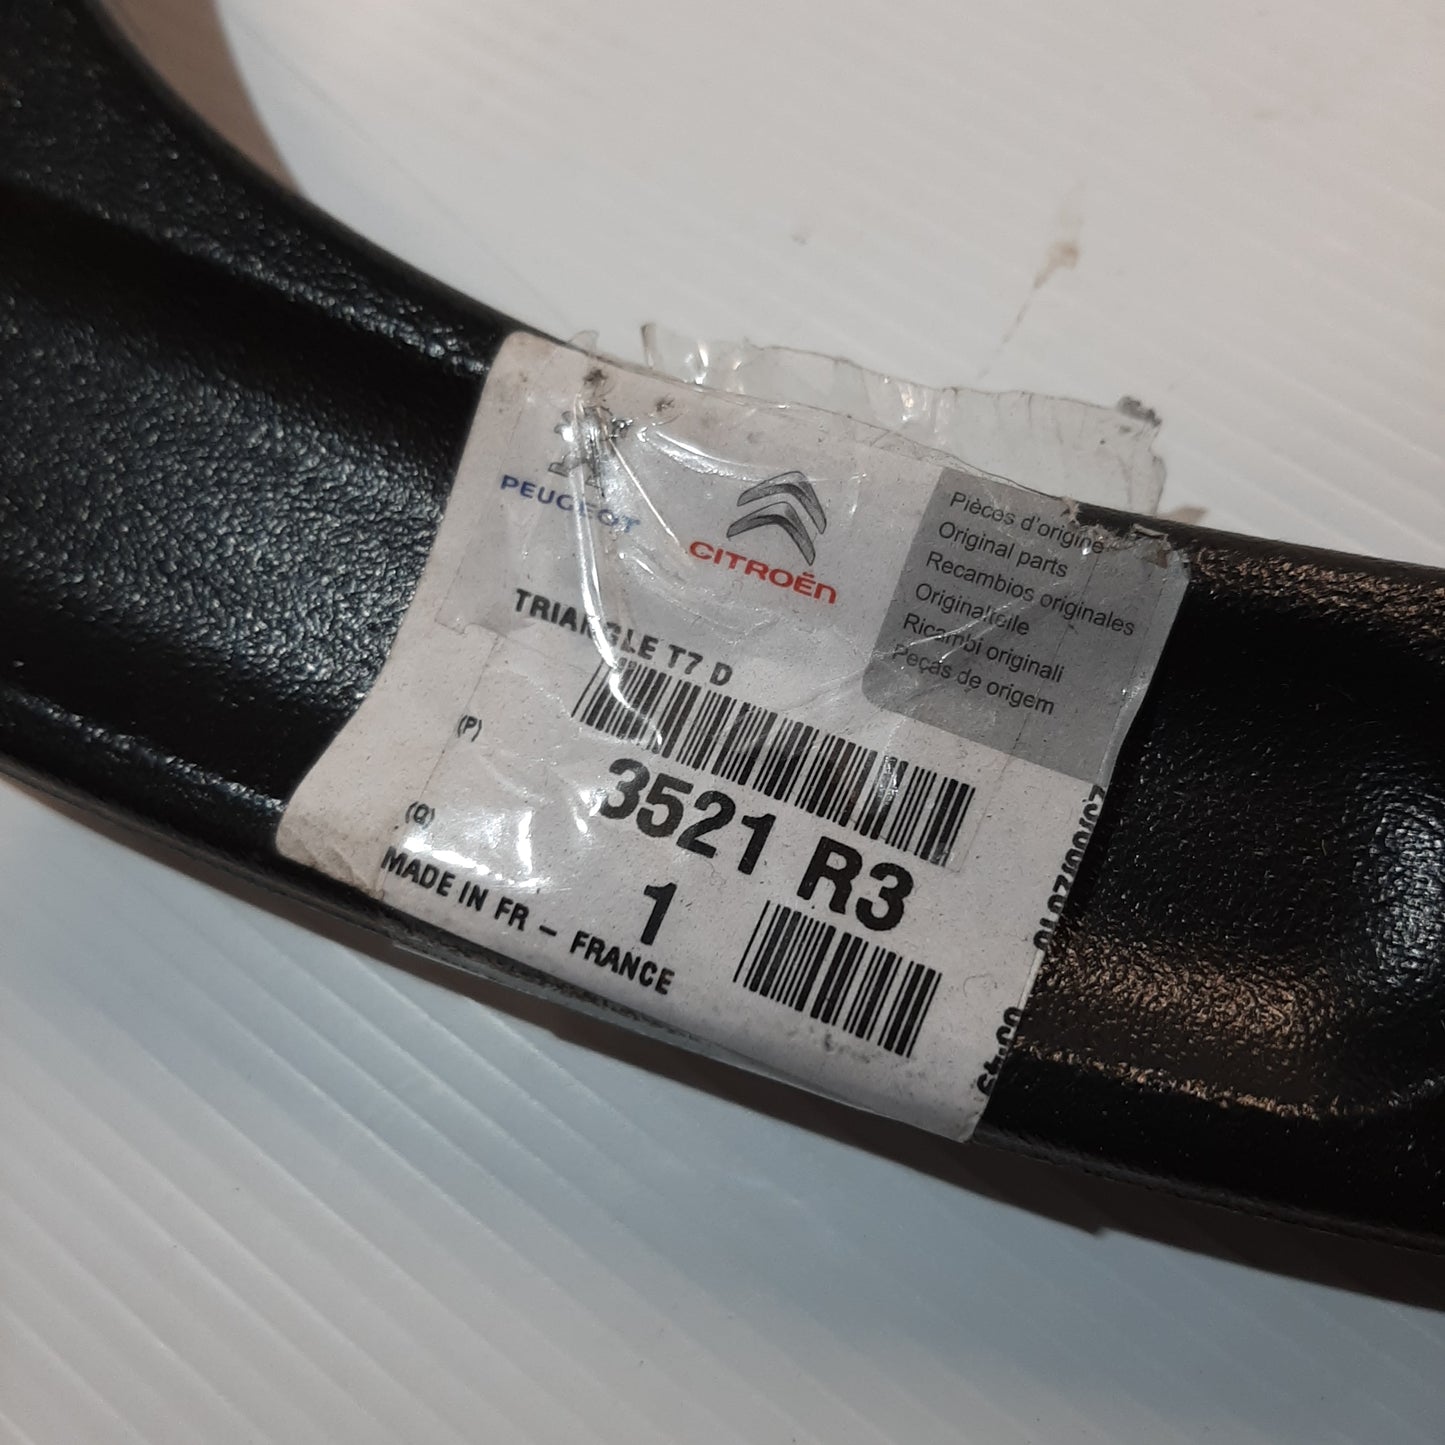 PEUGEOT
CITROËN
Pièces d'origine
Original parts
Recambios originales
Originalteile
Ricambi originali
Peças de origem
TRIANGLE T7 D
(P)
3521 R3
(Q)
1
MADE IN FR - FRANCE